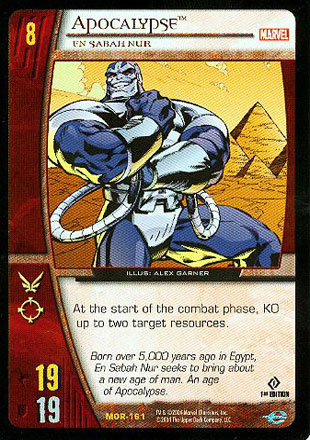 8
APOCALYPSE™
EN SABAH NUR
MARVEL
ILLUS: ALEX GARNER
At the start of the combat phase, KO
up to two target resources.
Born over 5,000 years ago in Egypt,
En Sabah Nur seeks to bring about
a new age of man. An age
of Apocalypse.
19
19
1ST EDITION
MOR-161